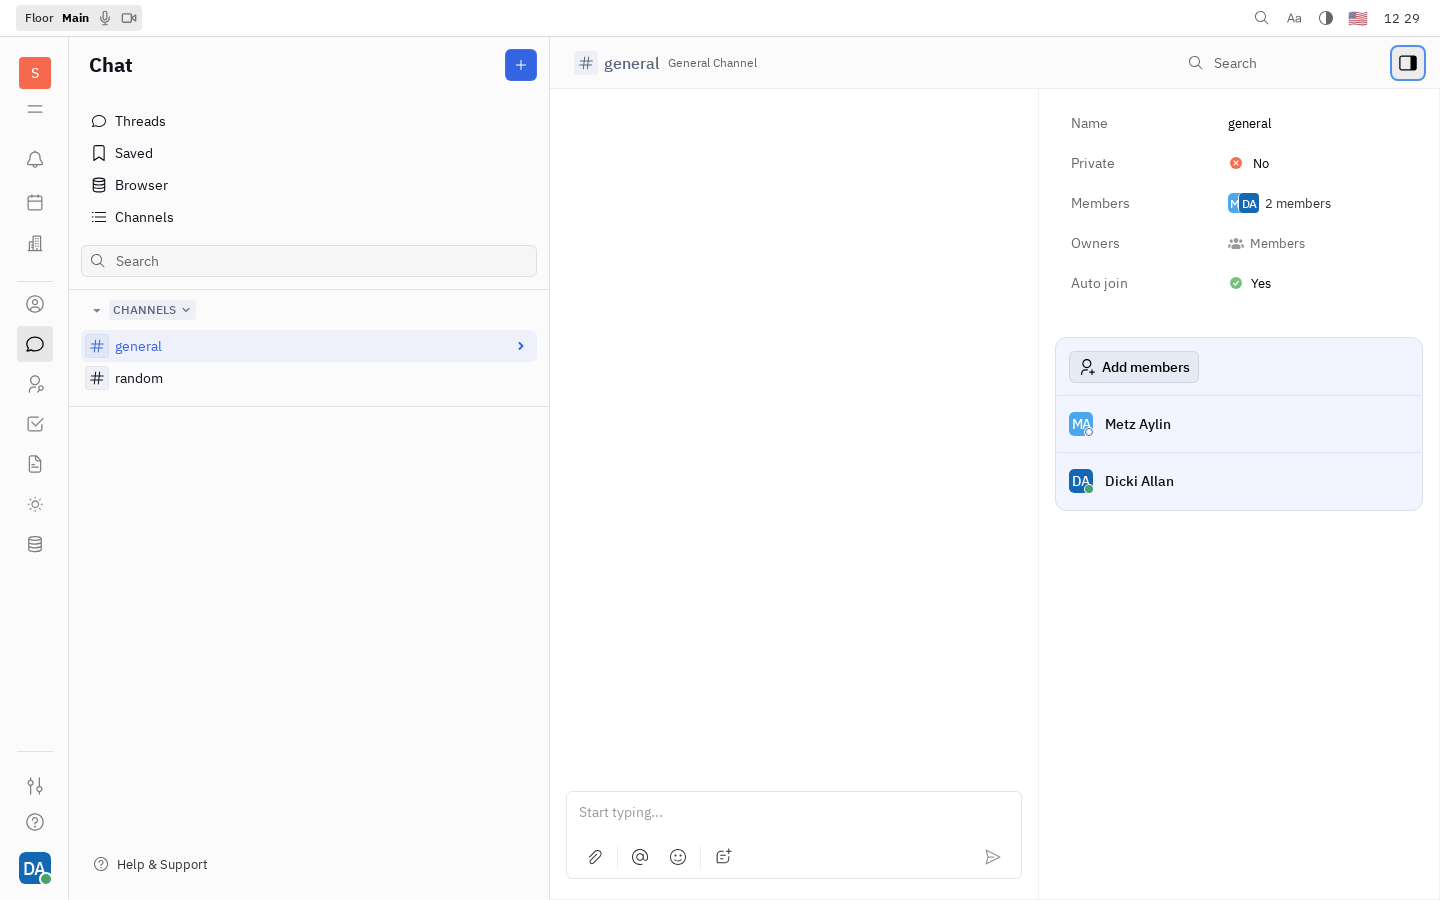 Floor Main
Aa
12 29
S
Chat
Threads
Saved
Browser
Channels
Search
CHANNELS
general
random
Help & Support
DA
general General Channel
Search
Start typing...
Name general
Private No
Members M DA 2 members
Owners Members
Auto join Yes
Add members
MA Metz Aylin
DA Dicki Allan